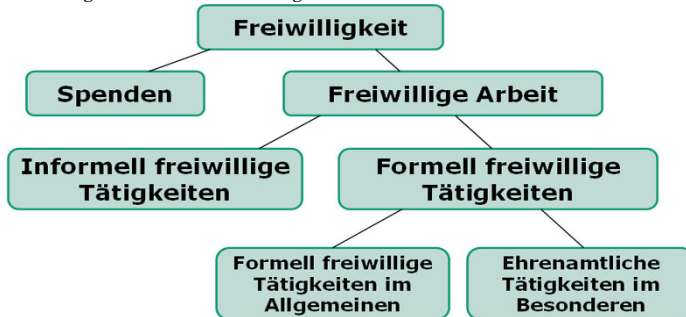 Freiwilligkeit
Spenden
Freiwillige Arbeit
Informell freiwillige
Tätigkeiten
Formell freiwillige
Tätigkeiten
Formell freiwillige
Tätigkeiten im
Allgemeinen
Ehrenamtliche
Tätigkeiten im
Besonderen